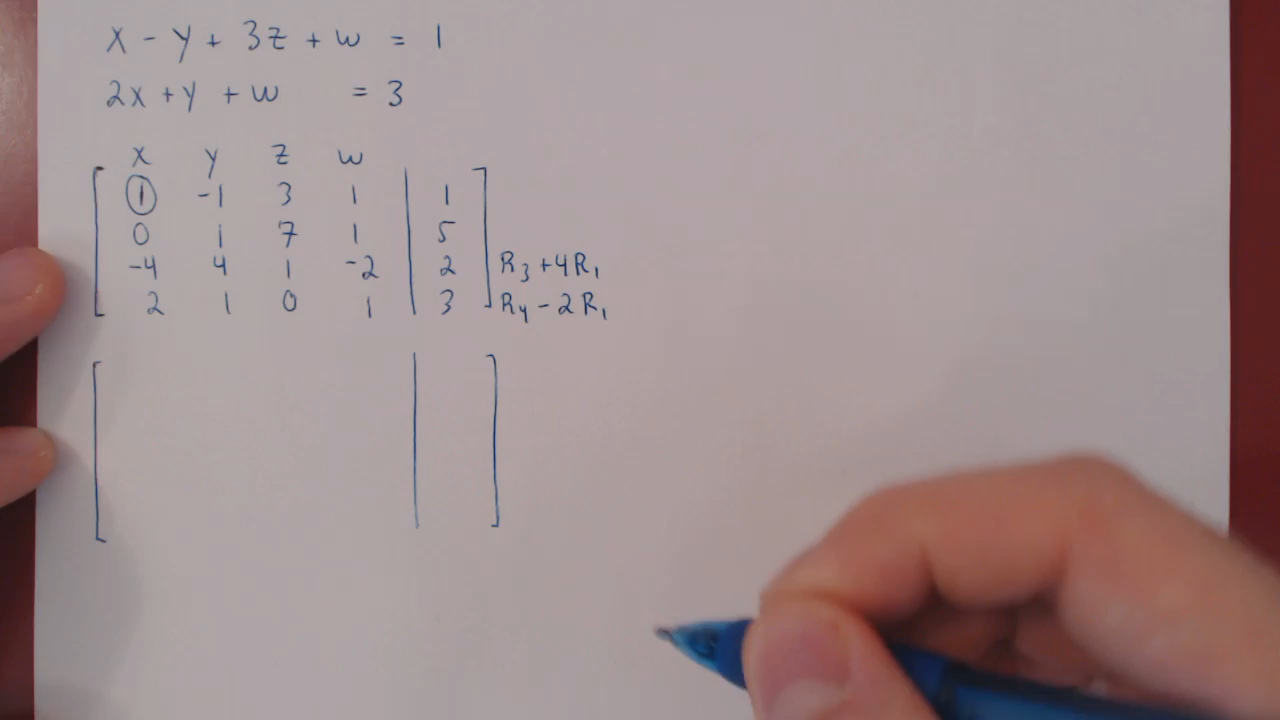 x - y + 3z + w = 1
2x + y + w = 3
x y z w
1 -1 3 1 | 1
0 1 7 1 | 5
-4 4 1 -2 | 2 R3 + 4R1
2 1 0 1 | 3 R4 - 2R1